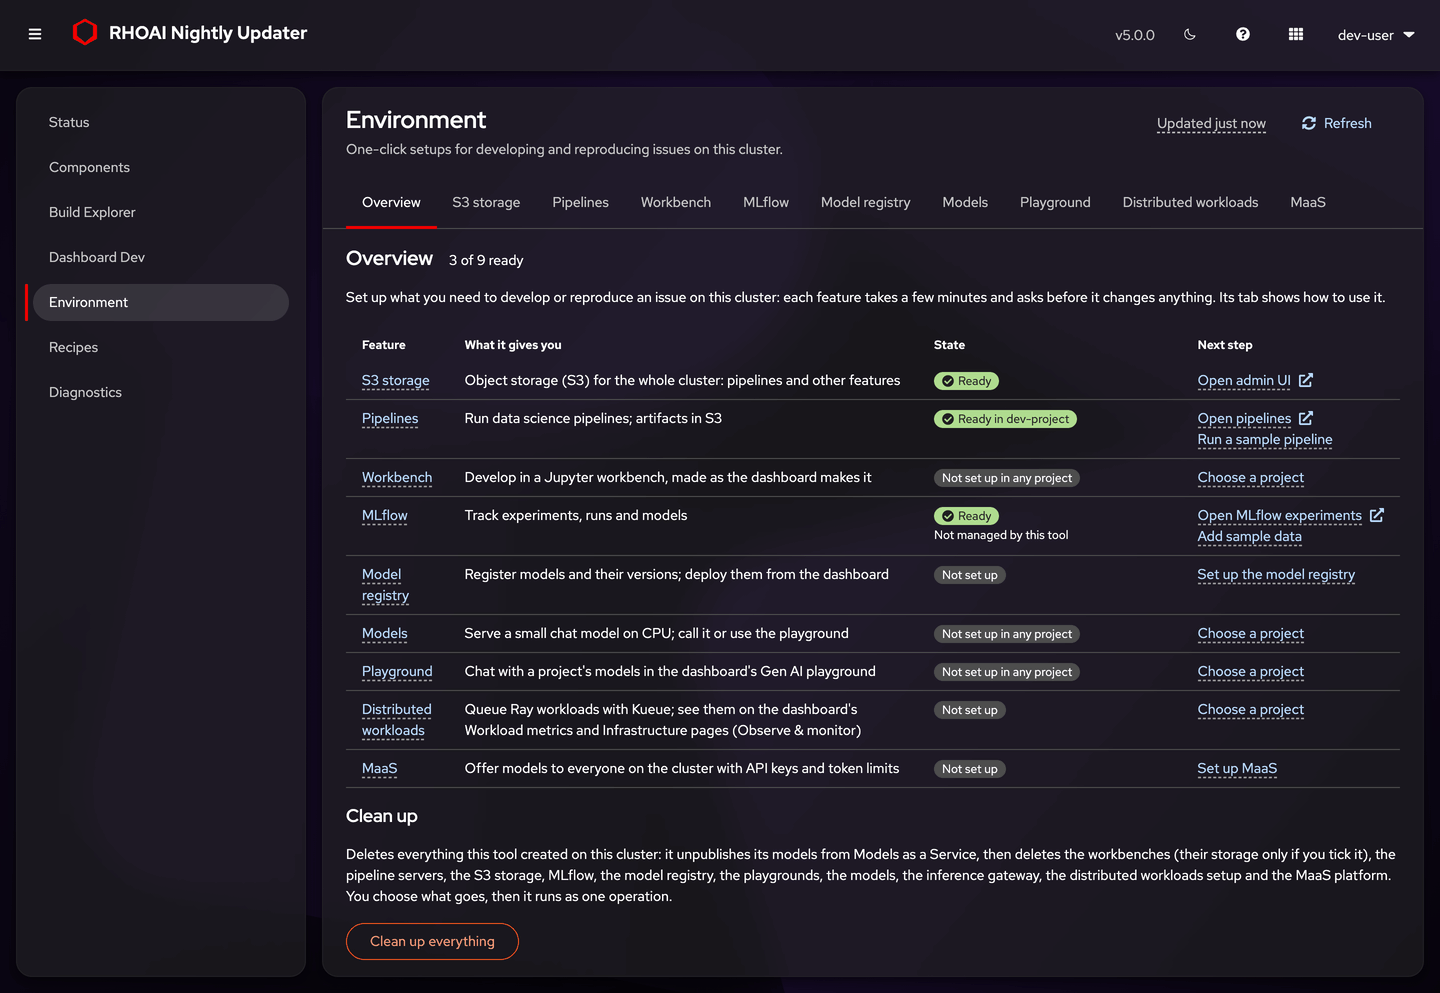 RHOAI Nightly Updater
v5.0.0
dev-user
Status
Components
Build Explorer
Dashboard Dev
Environment
Recipes
Diagnostics
Environment
Updated just now
Refresh
One-click setups for developing and reproducing issues on this cluster.
Overview S3 storage Pipelines Workbench MLflow Model registry Models Playground Distributed workloads MaaS
Overview 3 of 9 ready
Set up what you need to develop or reproduce an issue on this cluster: each feature takes a few minutes and asks before it changes anything. Its tab shows how to use it.
Feature What it gives you State Next step
S3 storage Object storage (S3) for the whole cluster: pipelines and other features Ready Open admin UI
Pipelines Run data science pipelines; artifacts in S3 Ready in dev-project Open pipelines
Run a sample pipeline
Workbench Develop in a Jupyter workbench, made as the dashboard makes it Not set up in any project Choose a project
MLflow Track experiments, runs and models Ready Open MLflow experiments
Not managed by this tool Add sample data
Model Register models and their versions; deploy them from the dashboard Not set up Set up the model registry
registry
Models Serve a small chat model on CPU; call it or use the playground Not set up in any project Choose a project
Playground Chat with a project's models in the dashboard's Gen AI playground Not set up in any project Choose a project
Distributed Queue Ray workloads with Kueue; see them on the dashboard's Not set up Choose a project
workloads Workload metrics and Infrastructure pages (Observe & monitor)
MaaS Offer models to everyone on the cluster with API keys and token limits Not set up Set up MaaS
Clean up
Deletes everything this tool created on this cluster: it unpublishes its models from Models as a Service, then deletes the workbenches (their storage only if you tick it), the
pipeline servers, the S3 storage, MLflow, the model registry, the playgrounds, the models, the inference gateway, the distributed workloads setup and the MaaS platform.
You choose what goes, then it runs as one operation.
Clean up everything